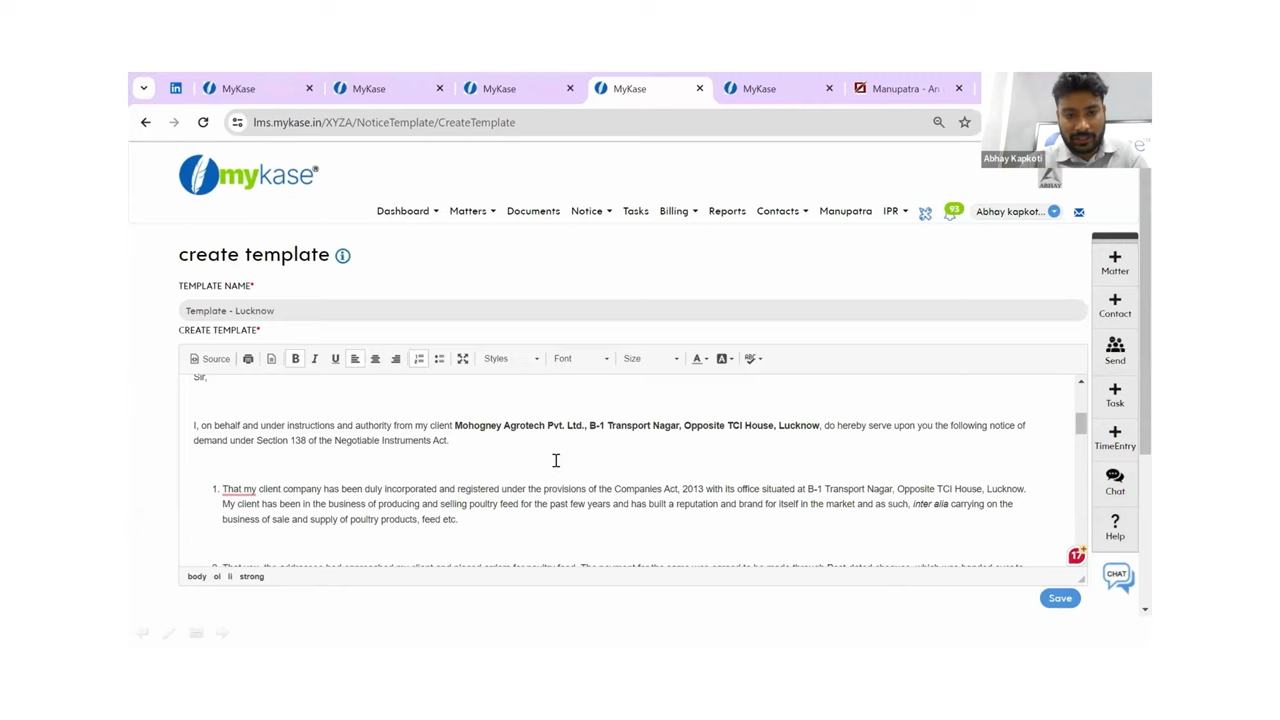 MyKase
MyKase
MyKase
MyKase
MyKase
Manupatra - An
lms.mykase.in/XYZA/NoticeTemplate/CreateTemplate
Abhay Kapkoti
ABHAY
mykase
Dashboard Matters Documents Notice Tasks Billing Reports Contacts Manupatra IPR 93 Abhay kapkot...
create template
TEMPLATE NAME*
Template - Lucknow
CREATE TEMPLATE*
Source B I U Styles Font Size A A ABC
Sir,
I, on behalf and under instructions and authority from my client Mohogney Agrotech Pvt. Ltd., B-1 Transport Nagar, Opposite TCI House, Lucknow, do hereby serve upon you the following notice of
demand under Section 138 of the Negotiable Instruments Act.
1. That my client company has been duly incorporated and registered under the provisions of the Companies Act, 2013 with its office situated at B-1 Transport Nagar, Opposite TCI House, Lucknow.
My client has been in the business of producing and selling poultry feed for the past few years and has built a reputation and brand for itself in the market and as such, inter alia carrying on the
business of sale and supply of poultry products, feed etc.
body ol li strong
17
Save
Matter
Contact
Send
Task
TimeEntry
Chat
Help
CHAT